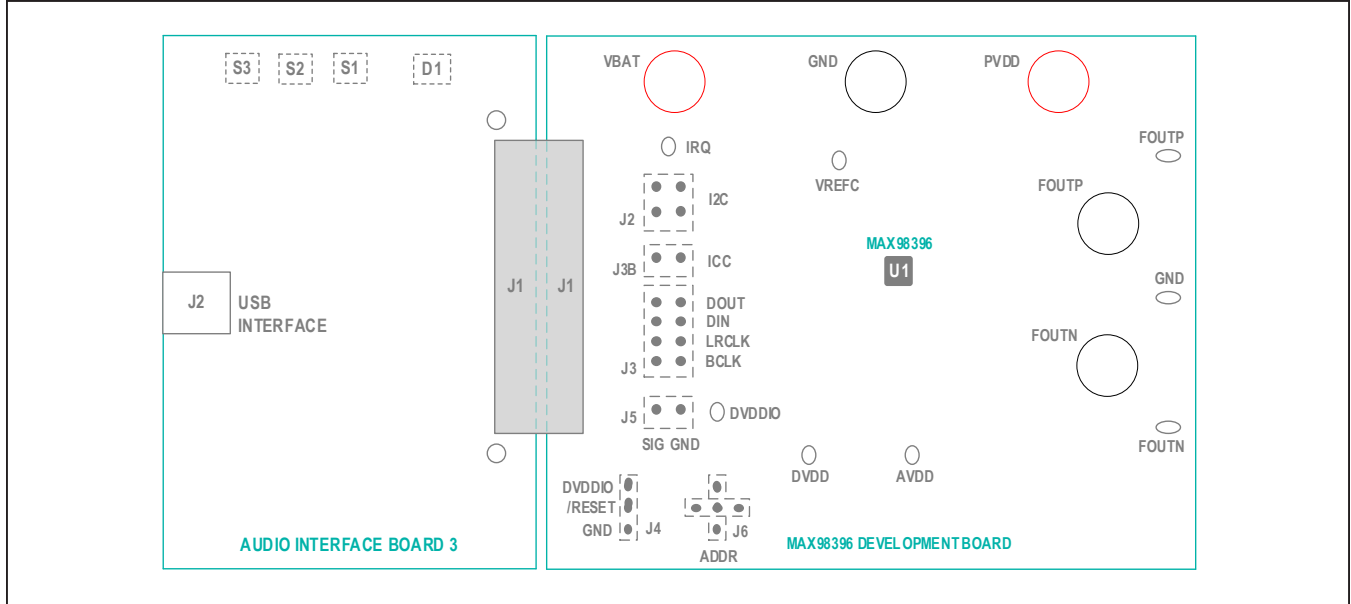 S3 S2 S1 D1
VBAT GND PVDD
FOUTP
IRQ
VREFC
FOUTP
I2C
J2
MAX98396
U1
ICC
J3B
J1 J1
GND
J2 USB
INTERFACE
DOUT
DIN
LRCLK
BCLK
J3
FOUTN
J5 DVDDIO
SIG GND
FOUTN
DVDD AVDD
DVDDIO
/RESET
GND J4 J6
ADDR
AUDIO INTERFACE BOARD 3
MAX98396 DEVELOPMENT BOARD